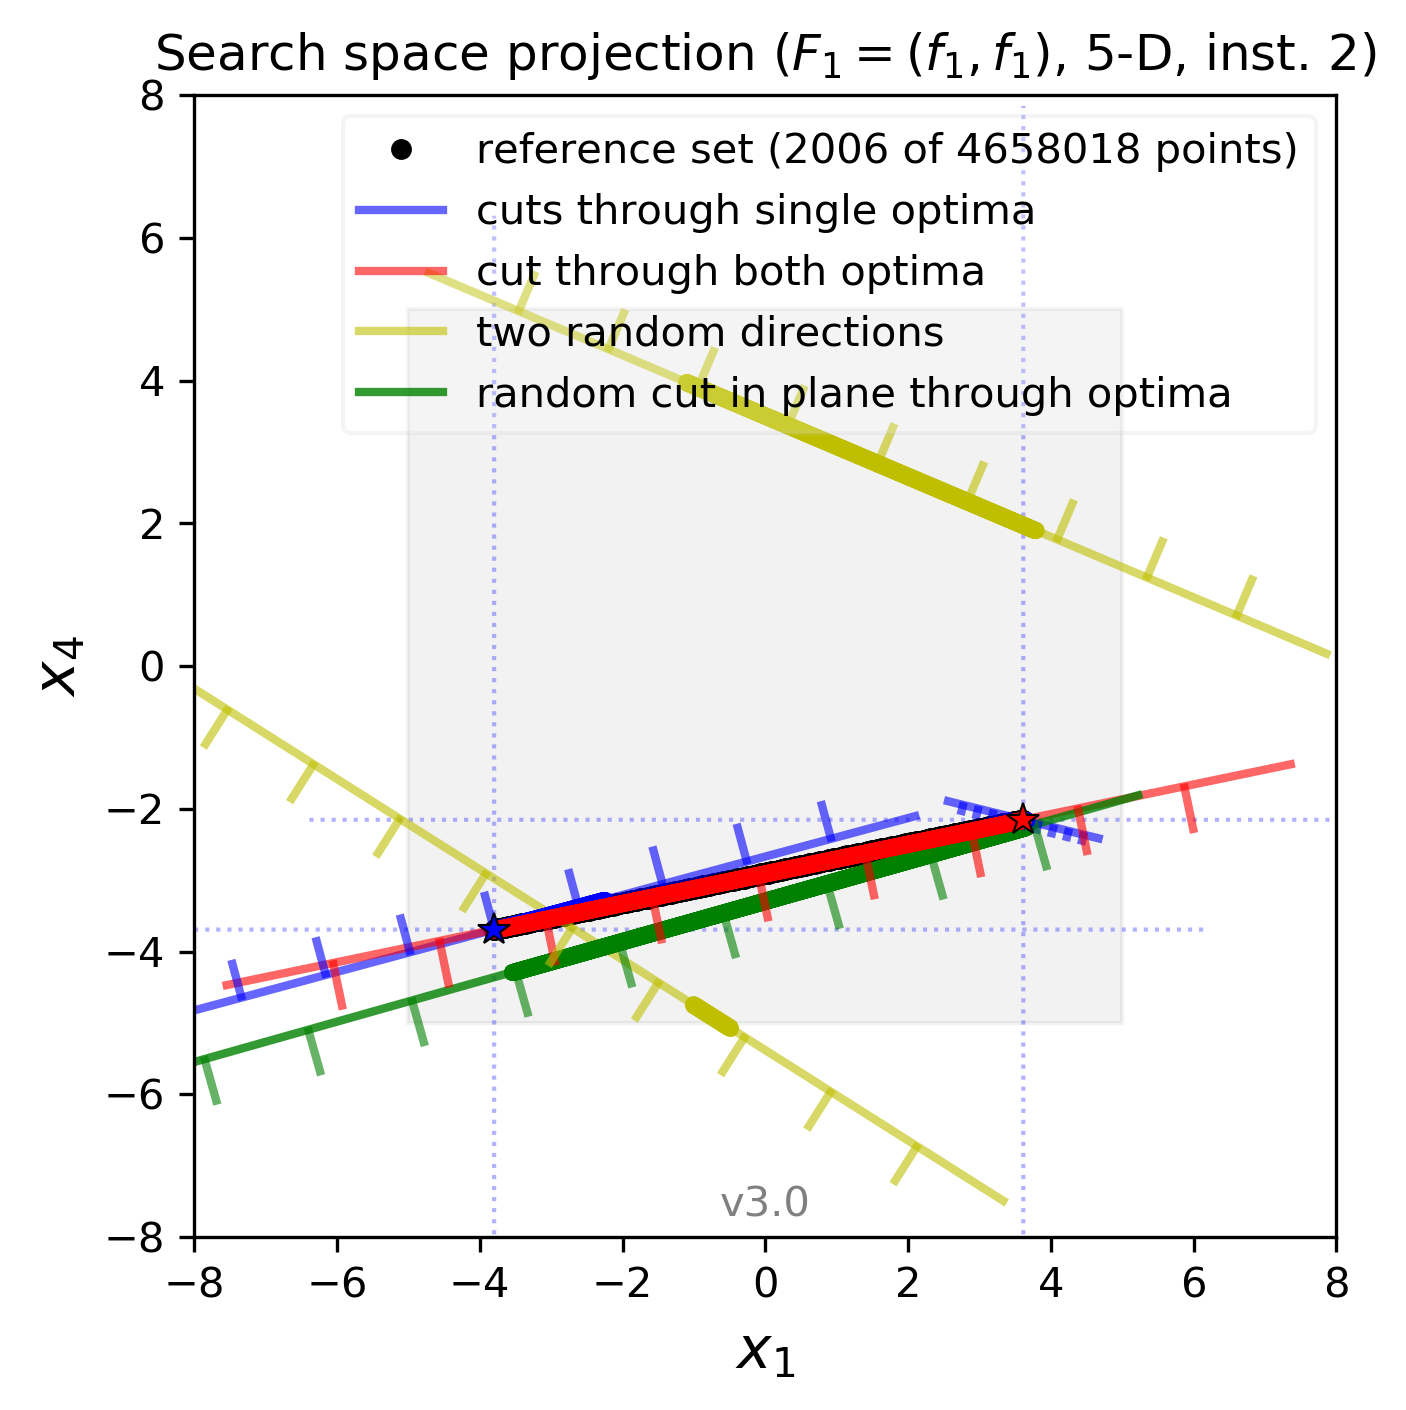 Search space projection (F₁ = (f₁, f₁), 5-D, inst. 2)
8
reference set (2006 of 4658018 points)
cuts through single optima
6
cut through both optima
two random directions
4
random cut in plane through optima
2
x₄
0
−2
−4
−6
v3.0
−8
−8 −6 −4 −2 0 2 4 6 8
x₁